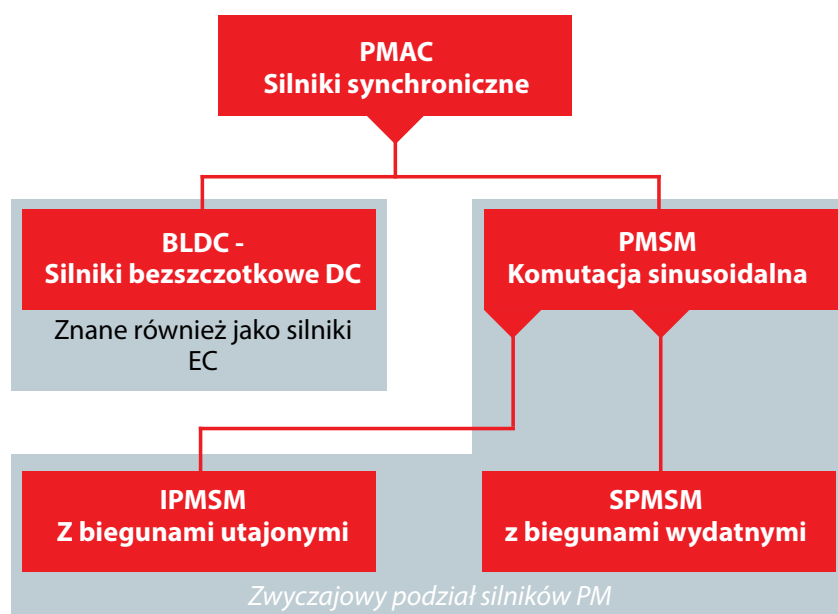 PMAC
Silniki synchroniczne
BLDC -
Silniki bezszczotkowe DC
Znane również jako silniki
EC
PMSM
Komutacja sinusoidalna
IPMSM
Z biegunami utajonymi
SPMSM
z biegunami wydatnymi
Zwyczajowy podział silników PM